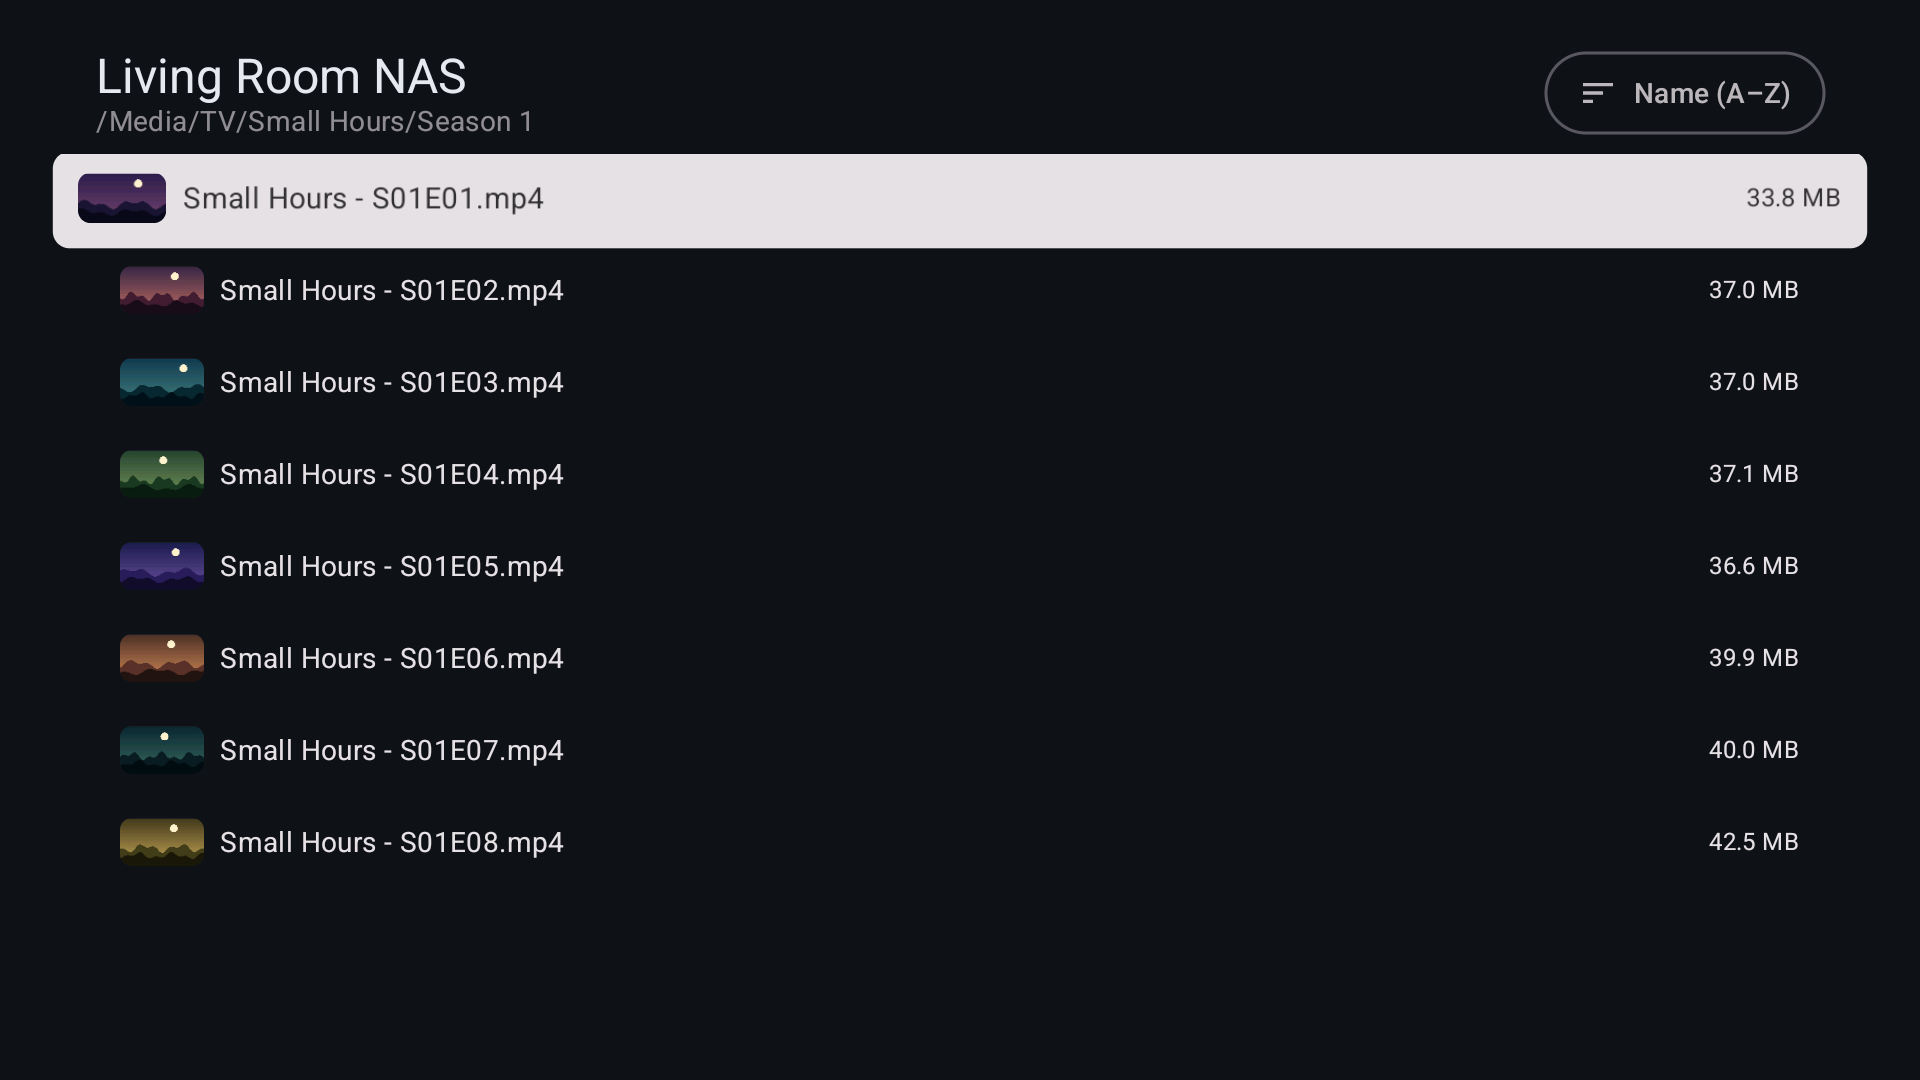 Living Room NAS
/Media/TV/Small Hours/Season 1
Name (A–Z)
Small Hours - S01E01.mp4 33.8 MB
Small Hours - S01E02.mp4 37.0 MB
Small Hours - S01E03.mp4 37.0 MB
Small Hours - S01E04.mp4 37.1 MB
Small Hours - S01E05.mp4 36.6 MB
Small Hours - S01E06.mp4 39.9 MB
Small Hours - S01E07.mp4 40.0 MB
Small Hours - S01E08.mp4 42.5 MB